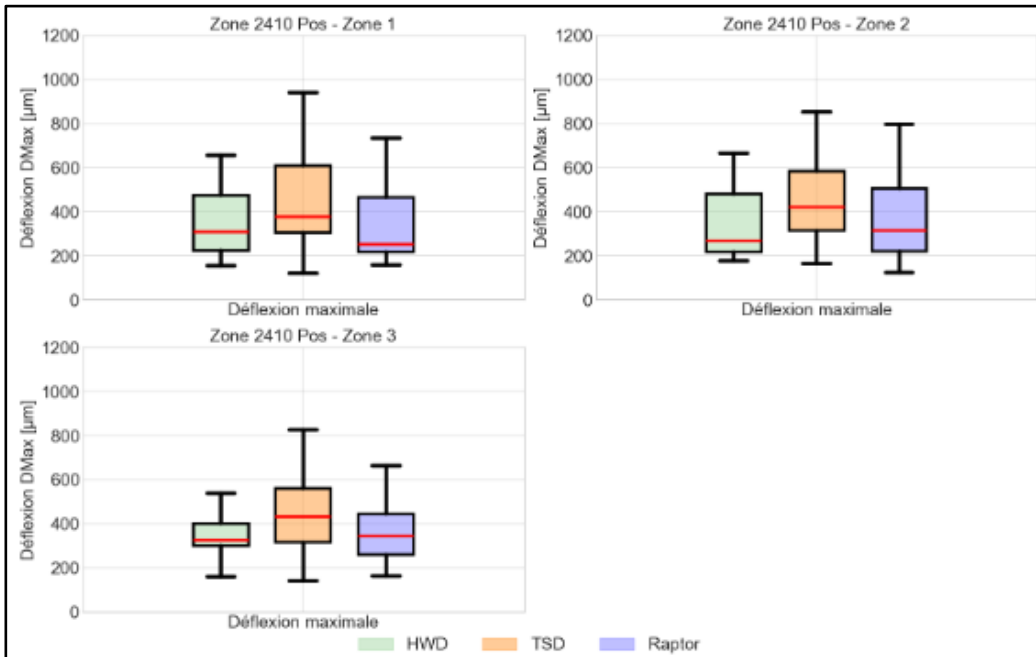 Zone 2410 Pos - Zone 1
1200
1000
800
600
400
200
0
Déflexion DMax [µm]
Déflexion maximale
Zone 2410 Pos - Zone 2
1200
1000
800
600
400
200
0
Déflexion DMax [µm]
Déflexion maximale
Zone 2410 Pos - Zone 3
1200
1000
800
600
400
200
0
Déflexion DMax [µm]
Déflexion maximale
HWD TSD Raptor